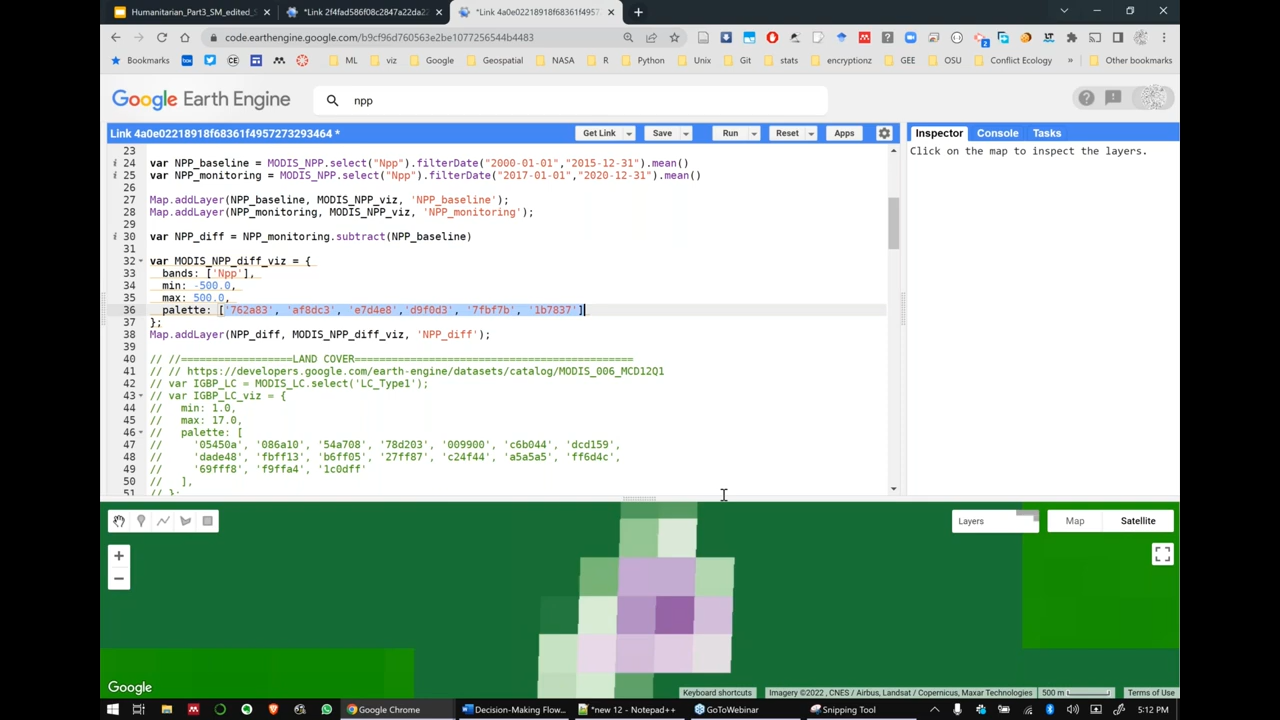 Humanitarian_Part3_SM_edited_S
*Link 2f4fad586f08c2847a22da22
*Link 4a0e02218918f68361f4957
code.earthengine.google.com/b9cf96d760563e2be1077256544b4483
Bookmarks
ML
viz
Google
Geospatial
NASA
R
Python
Unix
Git
stats
encryptionz
GEE
OSU
Conflict Ecology
»
Other bookmarks
Google Earth Engine
npp
Link 4a0e02218918f68361f4957273293464 *
Get Link
Save
Run
Reset
Apps
Inspector
Console
Tasks
Click on the map to inspect the layers.
23
24 var NPP_baseline = MODIS_NPP.select("Npp").filterDate("2000-01-01","2015-12-31").mean()
25 var NPP_monitoring = MODIS_NPP.select("Npp").filterDate("2017-01-01","2020-12-31").mean()
26
27 Map.addLayer(NPP_baseline, MODIS_NPP_viz, 'NPP_baseline');
28 Map.addLayer(NPP_monitoring, MODIS_NPP_viz, 'NPP_monitoring');
29
30 var NPP_diff = NPP_monitoring.subtract(NPP_baseline)
31
32 var MODIS_NPP_diff_viz = {
33 bands: ['Npp'],
34 min: -500.0,
35 max: 500.0,
36 palette: ['762a83', 'af8dc3', 'e7d4e8','d9f0d3', '7fbf7b', '1b7837']
37 };
38 Map.addLayer(NPP_diff, MODIS_NPP_diff_viz, 'NPP_diff');
39
40 // //==================LAND COVER=============================================
41 // // https://developers.google.com/earth-engine/datasets/catalog/MODIS_006_MCD12Q1
42 // var IGBP_LC = MODIS_LC.select('LC_Type1');
43 // var IGBP_LC_viz = {
44 // min: 1.0,
45 // max: 17.0,
46 // palette: [
47 // '05450a', '086a10', '54a708', '78d203', '009900', 'c6b044', 'dcd159',
48 // 'dade48', 'fbff13', 'b6ff05', '27ff87', 'c24f44', 'a5a5a5', 'ff6d4c',
49 // '69fff8', 'f9ffa4', '1c0dff'
50 // ],
51 // };
Layers
Map
Satellite
Google
Keyboard shortcuts
Imagery ©2022 , CNES / Airbus, Landsat / Copernicus, Maxar Technologies
500 m
Terms of Use
Google Chrome
Decision-Making Flow...
*new 12 - Notepad++
GoToWebinar
Snipping Tool
5:12 PM